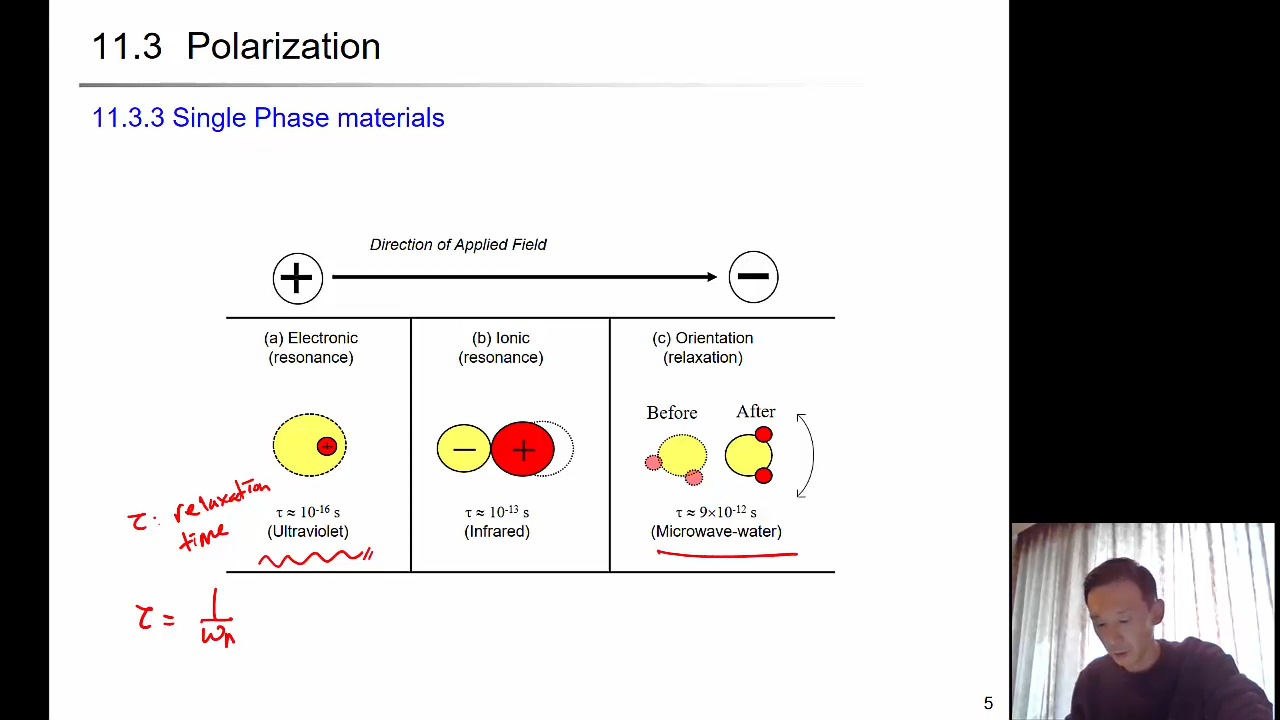 11.3 Polarization
11.3.3 Single Phase materials
Direction of Applied Field
+
−
(a) Electronic
(resonance)
(b) Ionic
(resonance)
(c) Orientation
(relaxation)
Before
After
+
−
+
τ ≈ 10⁻¹⁶ s
(Ultraviolet)
τ ≈ 10⁻¹³ s
(Infrared)
τ ≈ 9×10⁻¹² s
(Microwave-water)
τ: relaxation
time
τ = 1/ωₙ
5